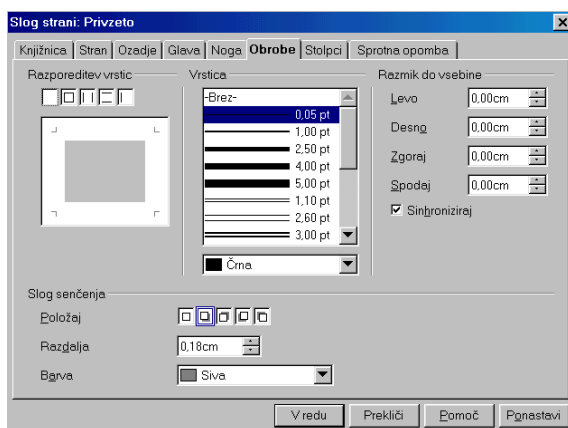 Slog strani: Privzeto
Knjižnica Stran Ozadje Glava Noga Obrobe Stolpci Sprotna opomba
Razporeditev vrstic
Vrstica
-Brez-
0,05 pt
1,00 pt
2,50 pt
4,00 pt
5,00 pt
1,10 pt
2,60 pt
3,00 pt
Črna
Razmik do vsebine
Levo 0,00cm
Desno 0,00cm
Zgoraj 0,00cm
Spodaj 0,00cm
Sinhroniziraj
Slog senčenja
Položaj
Razdalja 0,18cm
Barva Siva
V redu Prekliči Pomoč Ponastavi